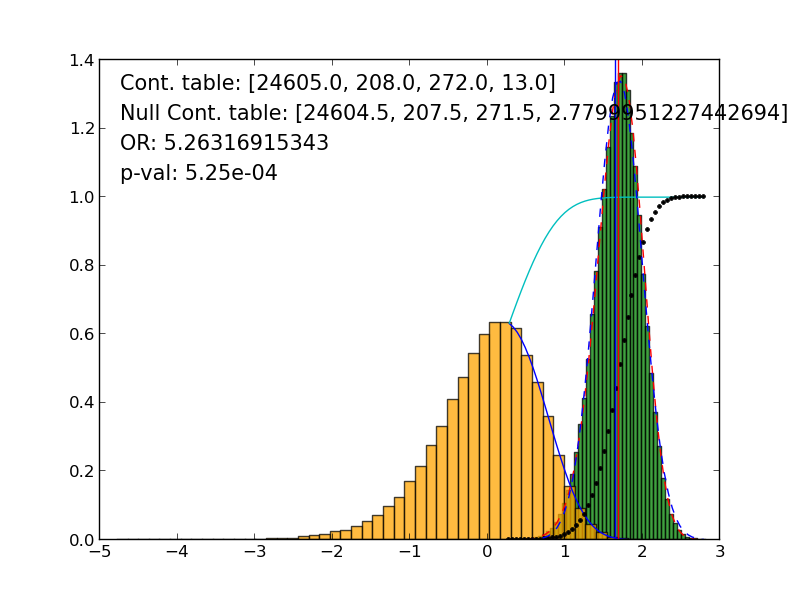 Cont. table: [24605.0, 208.0, 272.0, 13.0]
Null Cont. table: [24604.5, 207.5, 271.5, 2.7799951227442694]
OR: 5.26316915343
p-val: 5.25e-04
1.4
1.2
1.0
0.8
0.6
0.4
0.2
0.0
−5 −4 −3 −2 −1 0 1 2 3